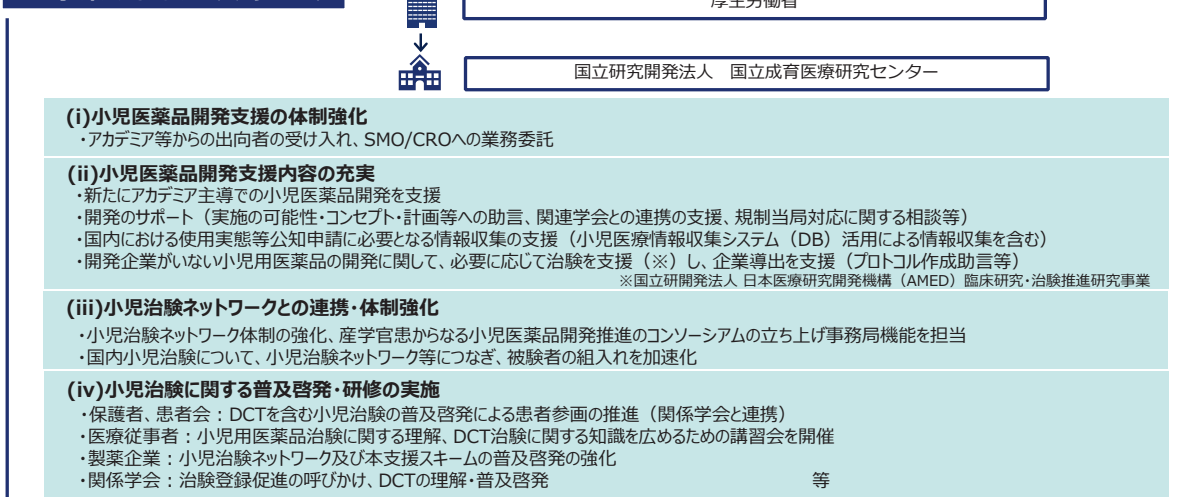 厚生労働省
国立研究開発法人　国立成育医療研究センター
(i)小児医薬品開発支援の体制強化
・アカデミア等からの出向者の受け入れ、SMO/CROへの業務委託
(ii)小児医薬品開発支援内容の充実
・新たにアカデミア主導での小児医薬品開発を支援
・開発のサポート（実施の可能性・コンセプト・計画等への助言、関連学会との連携の支援、規制当局対応に関する相談等）
・国内における使用実態等公知申請に必要となる情報収集の支援（小児医療情報収集システム（DB）活用による情報収集を含む）
・開発企業がいない小児用医薬品の開発に関して、必要に応じて治験を支援（※）し、企業導出を支援（プロトコル作成助言等）
※国立研開発法人 日本医療研究開発機構（AMED）臨床研究・治験推進研究事業
(iii)小児治験ネットワークとの連携・体制強化
・小児治験ネットワーク体制の強化、産学官患からなる小児医薬品開発推進のコンソーシアムの立ち上げ事務局機能を担当
・国内小児治験について、小児治験ネットワーク等につなぎ、被験者の組入れを加速化
(iv)小児治験に関する普及啓発・研修の実施
・保護者、患者会：DCTを含む小児治験の普及啓発による患者参画の推進（関係学会と連携）
・医療従事者：小児用医薬品治験に関する理解、DCT治験に関する知識を広めるための講習会を開催
・製薬企業：小児治験ネットワーク及び本支援スキームの普及啓発の強化
・関係学会：治験登録促進の呼びかけ、DCTの理解・普及啓発　等